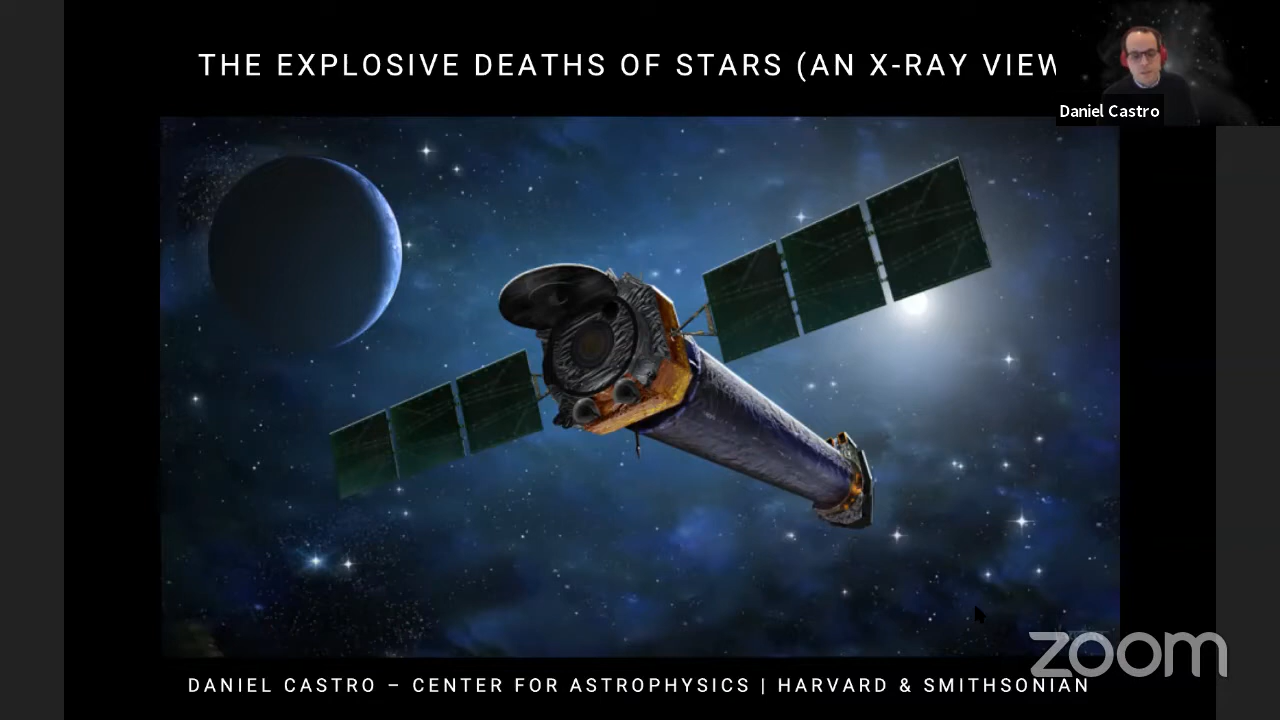 THE EXPLOSIVE DEATHS OF STARS (AN X-RAY VIEW
Daniel Castro
zoom
DANIEL CASTRO – CENTER FOR ASTROPHYSICS | HARVARD & SMITHSONIAN